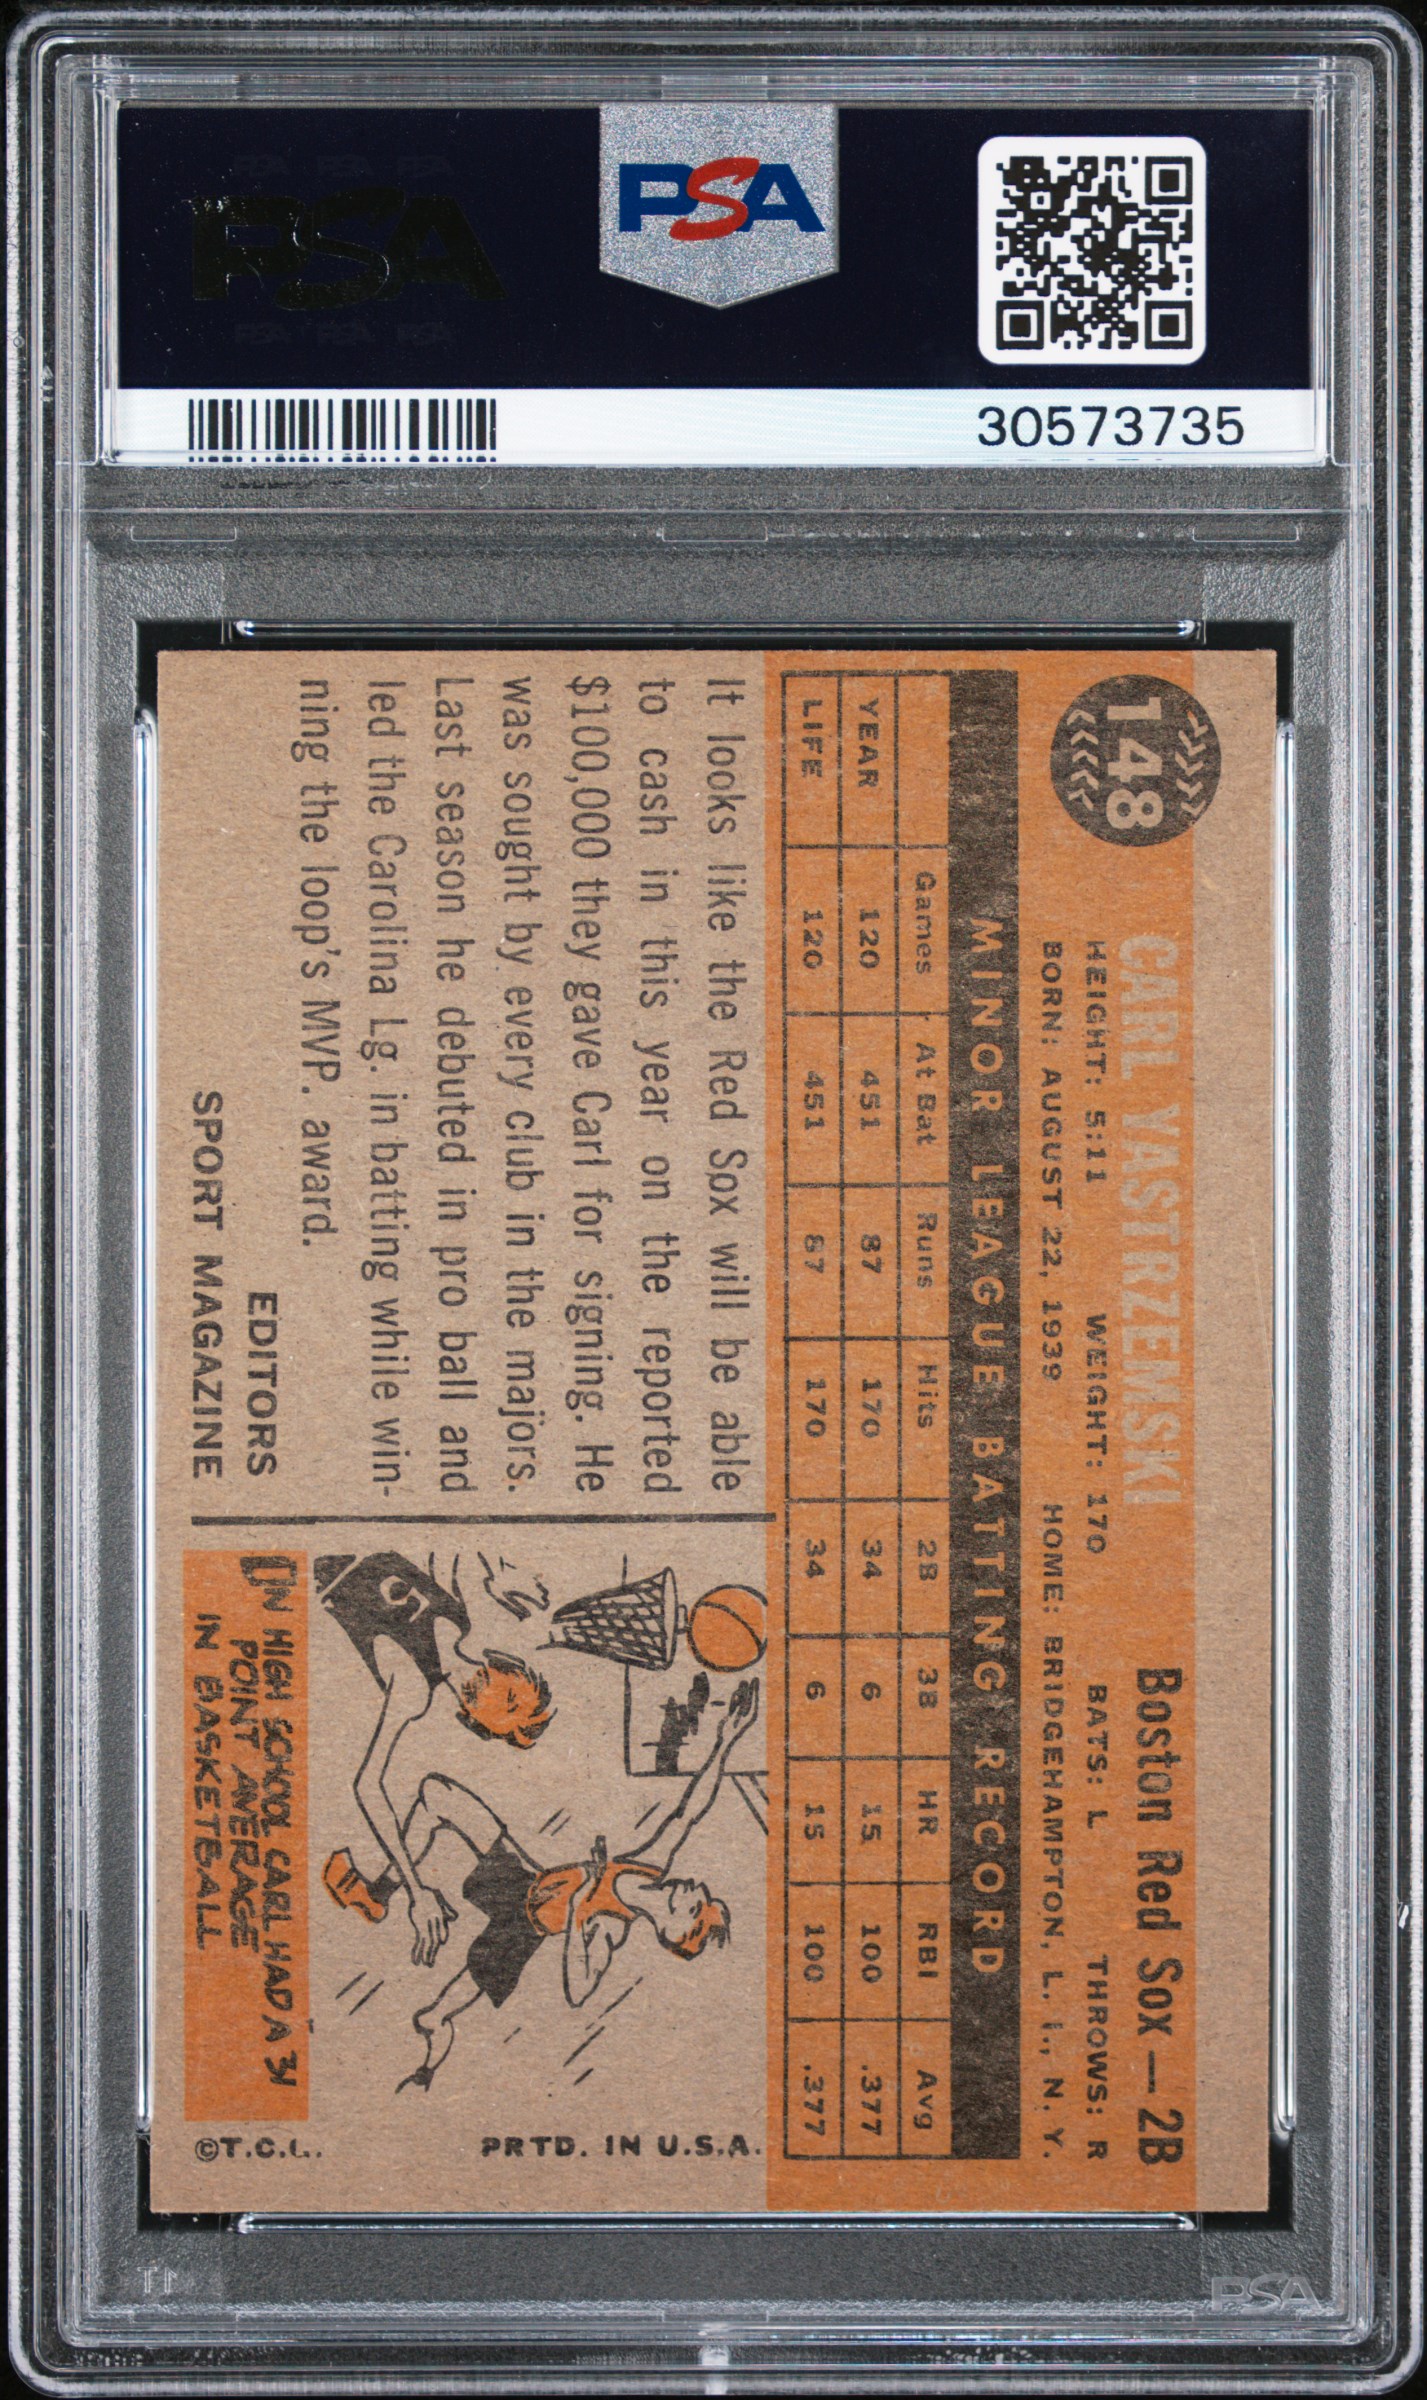 PSA
PSA
30573735
148
CARL YASTRZEMSKI
Boston Red Sox—2B
HEIGHT: 5:11 WEIGHT: 170 BATS: L THROWS: R
BORN: AUGUST 22, 1939 HOME: BRIDGEHAMPTON, L. I., N. Y.
MINOR LEAGUE BATTING RECORD
Games At Bat Runs Hits 2B 3B HR RBI Avg
YEAR 120 451 87 170 34 6 15 100 .377
LIFE 120 451 87 170 34 6 15 100 .377
It looks like the Red Sox will be able
to cash in this year on the reported
$100,000 they gave Carl for signing. He
was sought by every club in the majors.
Last season he debuted in pro ball and
led the Carolina Lg. in batting while win-
ning the loop's MVP. award.
EDITORS
SPORT MAGAZINE
5
IN HIGH SCHOOL CARL HAD A 31
POINT AVERAGE
IN BASKETBALL
PRTD. IN U.S.A.
©T.C.G.
PSA